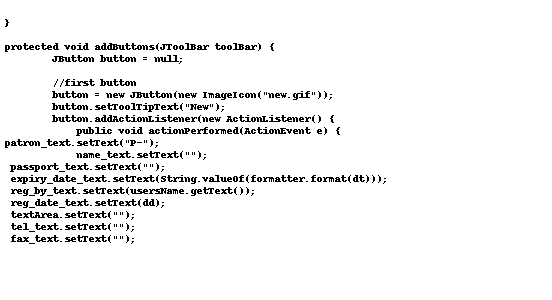 }
protected void addButtons(JToolBar toolBar) {
JButton button = null;
//first button
button = new JButton(new ImageIcon("new.gif"));
button.setToolTipText("New");
button.addActionListener(new ActionListener() {
public void actionPerformed(ActionEvent e) {
patron_text.setText("P-");
name_text.setText("");
passport_text.setText("");
expiry_date_text.setText(String.valueOf(formatter.format(dt)));
reg_by_text.setText(usersName.getText());
reg_date_text.setText(dd);
textArea.setText("");
tel_text.setText("");
fax_text.setText("");